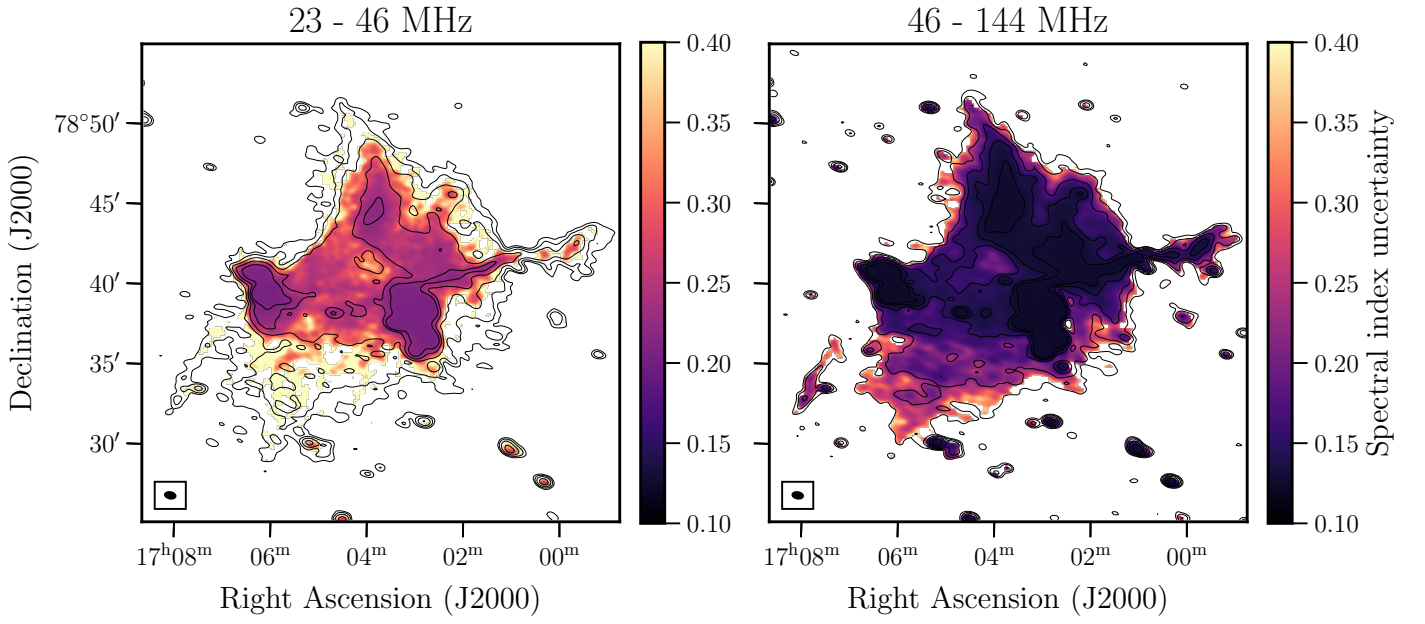 23 - 46 MHz
46 - 144 MHz
Declination (J2000)
78°50′
45′
40′
35′
30′
17ʰ08ᵐ
06ᵐ
04ᵐ
02ᵐ
00ᵐ
Right Ascension (J2000)
0.40
0.35
0.30
0.25
0.20
0.15
0.10
17ʰ08ᵐ
06ᵐ
04ᵐ
02ᵐ
00ᵐ
Right Ascension (J2000)
0.40
0.35
0.30
0.25
0.20
0.15
0.10
Spectral index uncertainty